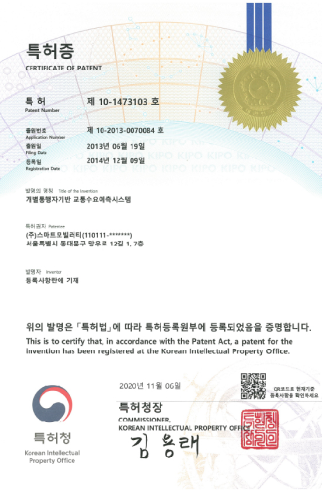 특허증
CERTIFICATE OF PATENT
특 허 제 10-1473103 호
Patent Number
출원번호 제 10-2013-0070084 호
Application Number
출원일 2013년 06월 19일
Filing Date
등록일 2014년 12월 09일
Registration Date
발명의 명칭 Title of the Invention
개별통행자기반 교통수요예측시스템
특허권자 Patentee
(주)스마트모빌러티(110111-*******)
서울특별시 동대문구 망우로 12길 1, 7층
발명자 Inventor
등록사항란에 기재
위의 발명은 「특허법」에 따라 특허등록원부에 등록되었음을 증명합니다.
This is to certify that, in accordance with the Patent Act, a patent for the
invention has been registered at the Korean Intellectual Property Office.
2020년 11월 06일
QR코드로 현재기준
등록사항을 확인하세요
특허청장
COMMISSIONER,
KOREAN INTELLECTUAL PROPERTY OFFICE
김용래
특허청
Korean Intellectual
Property Office